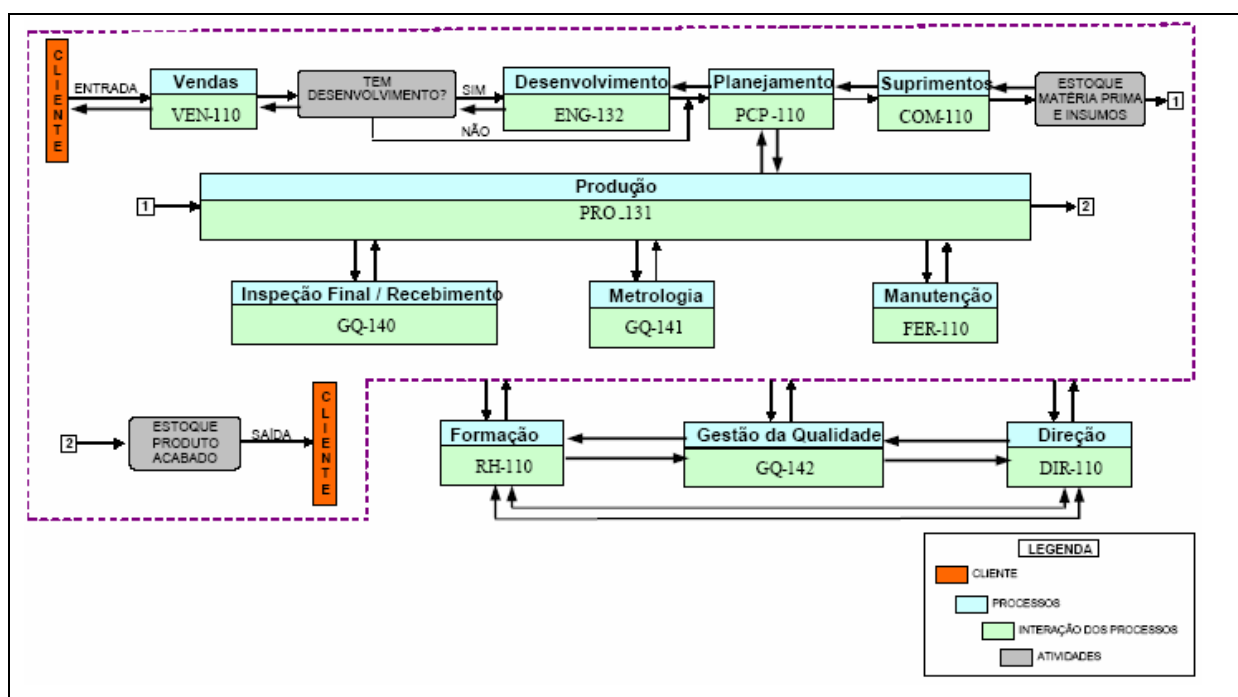 CLIENTE
ENTRADA
Vendas
VEN-110
TEM
DESENVOLVIMENTO?
SIM
NÃO
Desenvolvimento
ENG-132
Planejamento
PCP-110
Suprimentos
COM-110
ESTOQUE
MATÉRIA PRIMA
E INSUMOS
1
1
Produção
PRO_131
2
Inspeção Final / Recebimento
GQ-140
Metrologia
GQ-141
Manutenção
FER-110
2
ESTOQUE
PRODUTO
ACABADO
SAÍDA
CLIENTE
Formação
RH-110
Gestão da Qualidade
GQ-142
Direção
DIR-110
LEGENDA
CLIENTE
PROCESSOS
INTERAÇÃO DOS PROCESSOS
ATIVIDADES